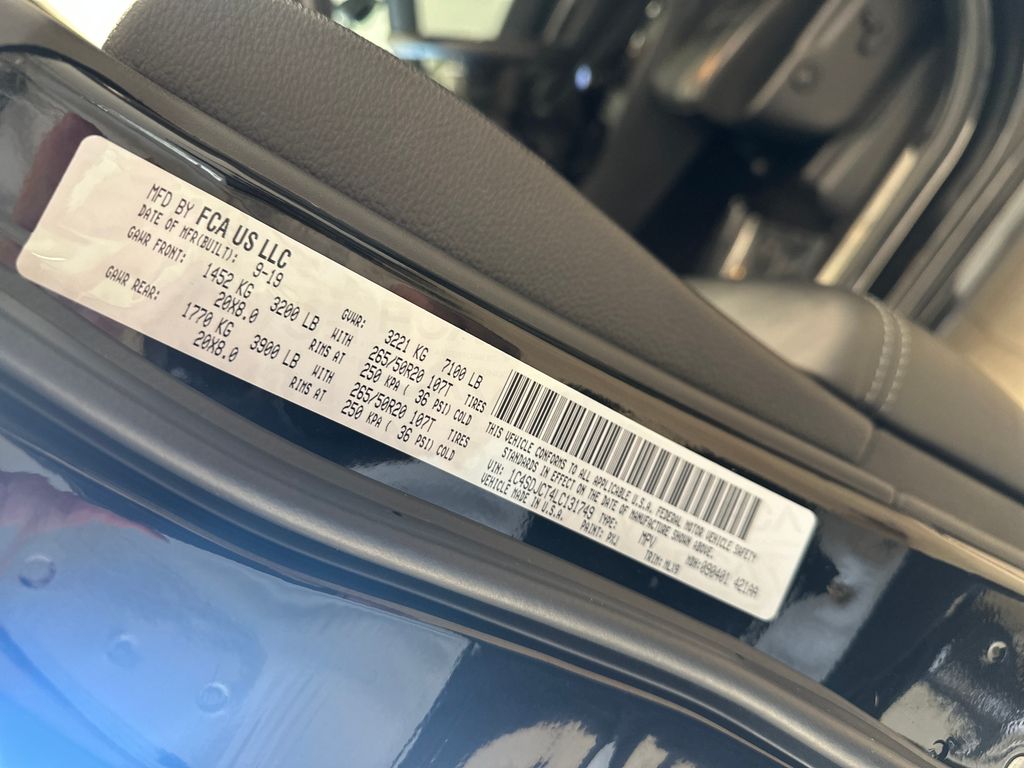 MFD BY FCA US LLC
DATE OF MFR(BUILT): 9-19 GVWR: 3221 KG 7100 LB
GAWR FRONT: 1452 KG 3200 LB WITH 265/50R20 107T TIRES
20X8.0 RIMS AT 250 KPA ( 36 PSI) COLD
GAWR REAR: 1770 KG 3900 LB WITH 265/50R20 107T TIRES
20X8.0 RIMS AT 250 KPA ( 36 PSI) COLD
THIS VEHICLE CONFORMS TO ALL APPLICABLE U.S.A. FEDERAL MOTOR VEHICLE SAFETY
STANDARDS IN EFFECT ON THE DATE OF MANUFACTURE SHOWN ABOVE.
VIN: 1C4SDJCT4LC131749 TYPE: MPV MDH:090401 421AA
VEHICLE MADE IN U.S.A. PAINT: PXJ TRIM: